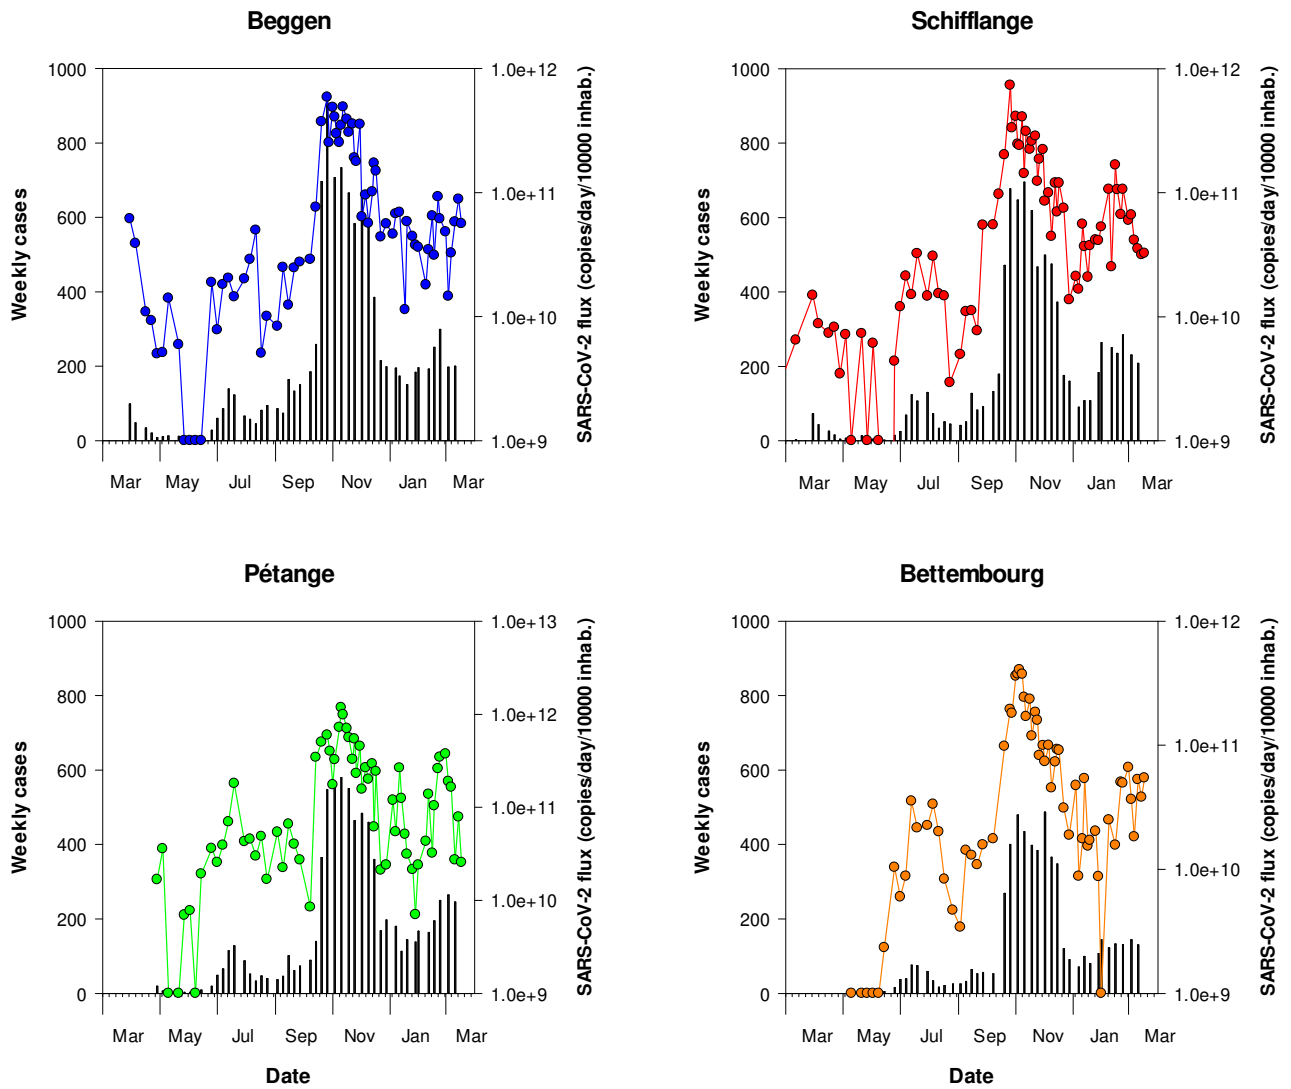 Beggen
1000
800
600
400
200
0
Weekly cases
1.0e+12
1.0e+11
1.0e+10
1.0e+9
SARS-CoV-2 flux (copies/day/10000 inhab.)
Mar May Jul Sep Nov Jan Mar
Schifflange
1000
800
600
400
200
0
Weekly cases
1.0e+12
1.0e+11
1.0e+10
1.0e+9
SARS-CoV-2 flux (copies/day/10000 inhab.)
Mar May Jul Sep Nov Jan Mar
Pétange
1000
800
600
400
200
0
Weekly cases
1.0e+13
1.0e+12
1.0e+11
1.0e+10
1.0e+9
SARS-CoV-2 flux (copies/day/10000 inhab.)
Mar May Jul Sep Nov Jan Mar
Date
Bettembourg
1000
800
600
400
200
0
Weekly cases
1.0e+12
1.0e+11
1.0e+10
1.0e+9
SARS-CoV-2 flux (copies/day/10000 inhab.)
Mar May Jul Sep Nov Jan Mar
Date